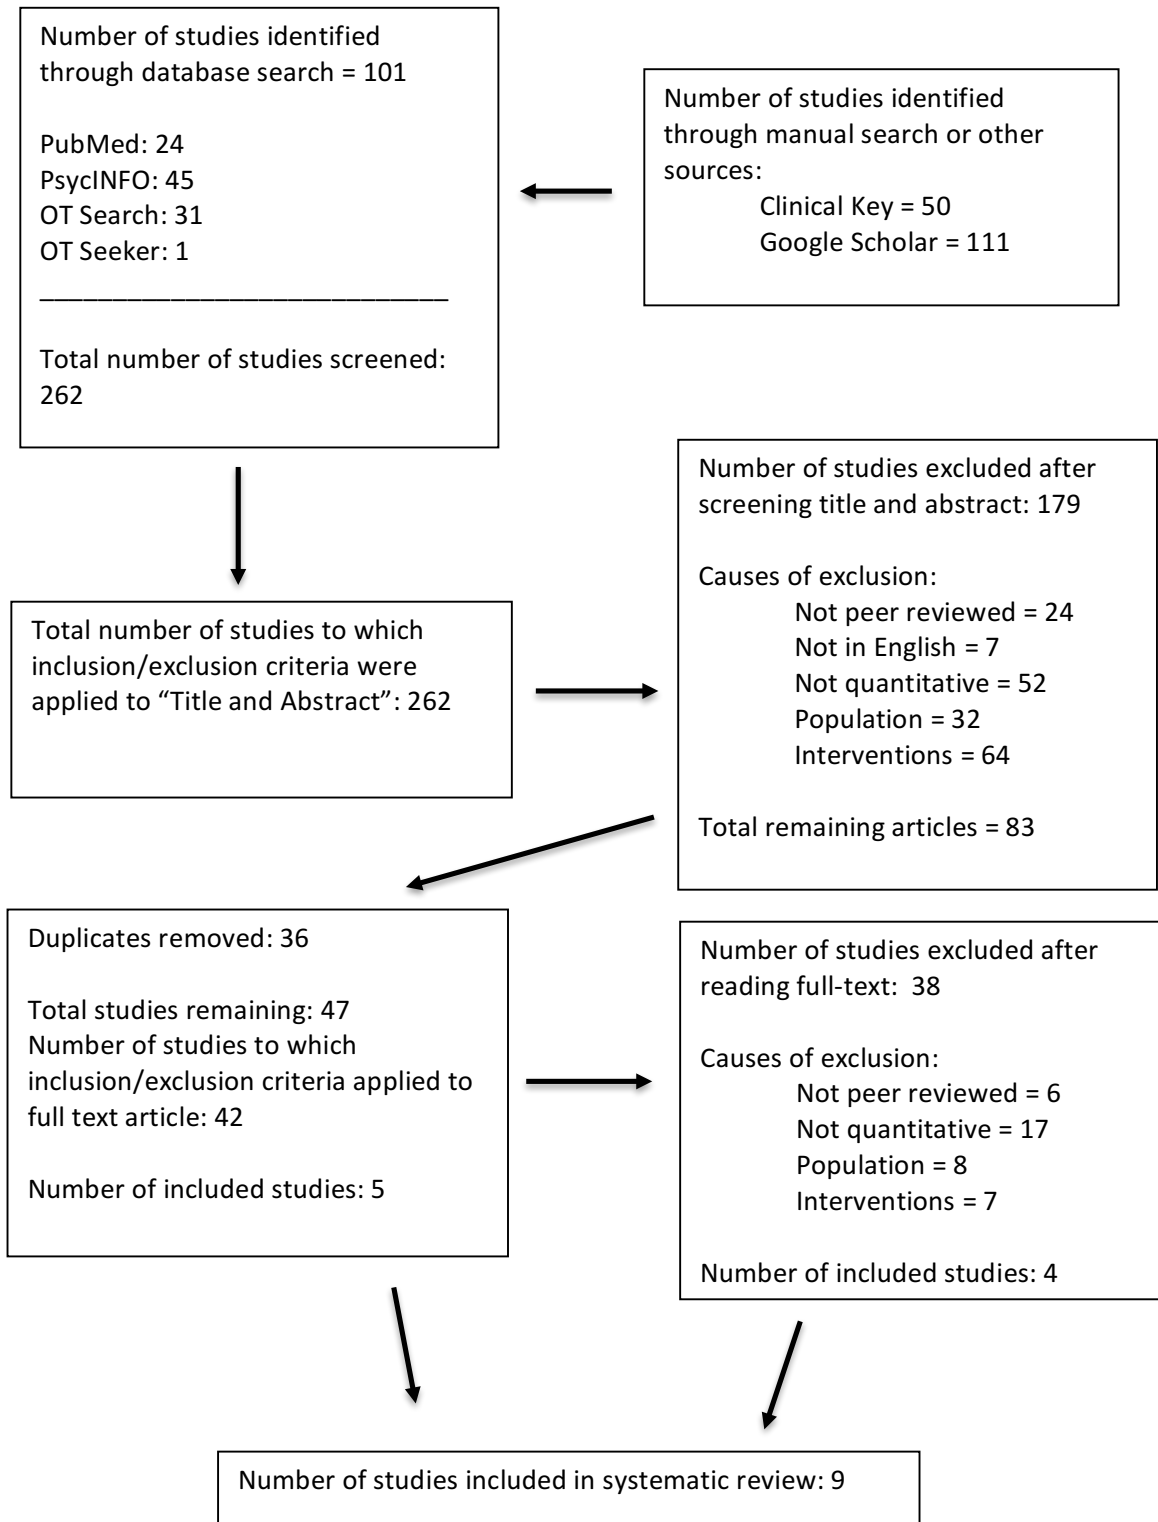 Number of studies identified
through database search = 101
PubMed: 24
PsycINFO: 45
OT Search: 31
OT Seeker: 1
____________________________
Total number of studies screened:
262
Number of studies identified
through manual search or other
sources:
Clinical Key = 50
Google Scholar = 111
Total number of studies to which
inclusion/exclusion criteria were
applied to “Title and Abstract”: 262
Number of studies excluded after
screening title and abstract: 179
Causes of exclusion:
Not peer reviewed = 24
Not in English = 7
Not quantitative = 52
Population = 32
Interventions = 64
Total remaining articles = 83
Duplicates removed: 36
Total studies remaining: 47
Number of studies to which
inclusion/exclusion criteria applied to
full text article: 42
Number of included studies: 5
Number of studies excluded after
reading full-text:  38
Causes of exclusion:
Not peer reviewed = 6
Not quantitative = 17
Population = 8
Interventions = 7
Number of included studies: 4
Number of studies included in systematic review: 9